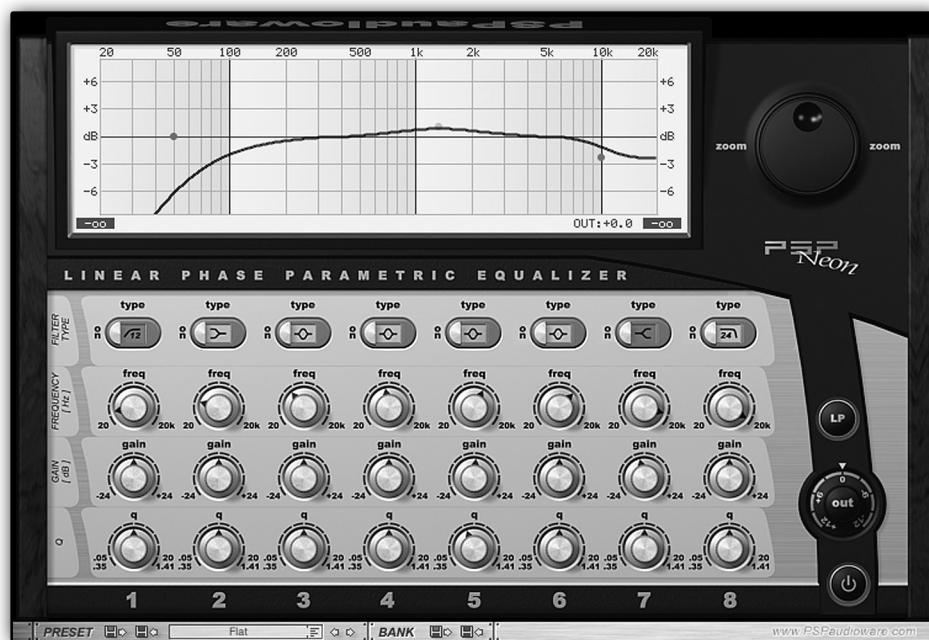 PSPaudioware
20 50 100 200 500 1k 2k 5k 10k 20k
+6 +6
+3 +3
dB dB
-3 -3
-6 -6
-oo OUT:+0.0 -oo
zoom zoom
PSP Neon
LINEAR PHASE PARAMETRIC EQUALIZER
type type type type type type type type
FILTER TYPE
on on on on on on on on
12 24
freq freq freq freq freq freq freq freq
FREQUENCY [Hz]
20 20k 20 20k 20 20k 20 20k 20 20k 20 20k 20 20k 20 20k
LP
gain gain gain gain gain gain gain gain
GAIN [dB]
-24 +24 -24 +24 -24 +24 -24 +24 -24 +24 -24 +24 -24 +24 -24 +24
0
+6 -6
out
+12 -12
q q q q q q q q
Q
.05 20 .05 20 .05 20 .05 20 .05 20 .05 20 .05 20 .05 20
.35 1.41 .35 1.41 .35 1.41 .35 1.41 .35 1.41 .35 1.41 .35 1.41 .35 1.41
1 2 3 4 5 6 7 8
PRESET Flat BANK www.PSPaudioware.com